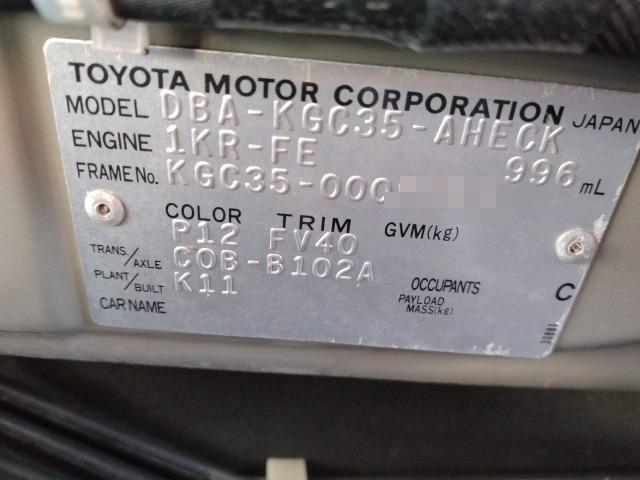 TOYOTA MOTOR CORPORATION JAPAN
MODEL DBA-KGC35-AHECK
ENGINE 1KR-FE 996 mL
FRAME No. KGC35-000
COLOR TRIM GVM(kg)
P12 FV40
TRANS/AXLE C0B-B102A
PLANT/BUILT K11 OCCUPANTS C
CAR NAME PAYLOAD MASS(kg)